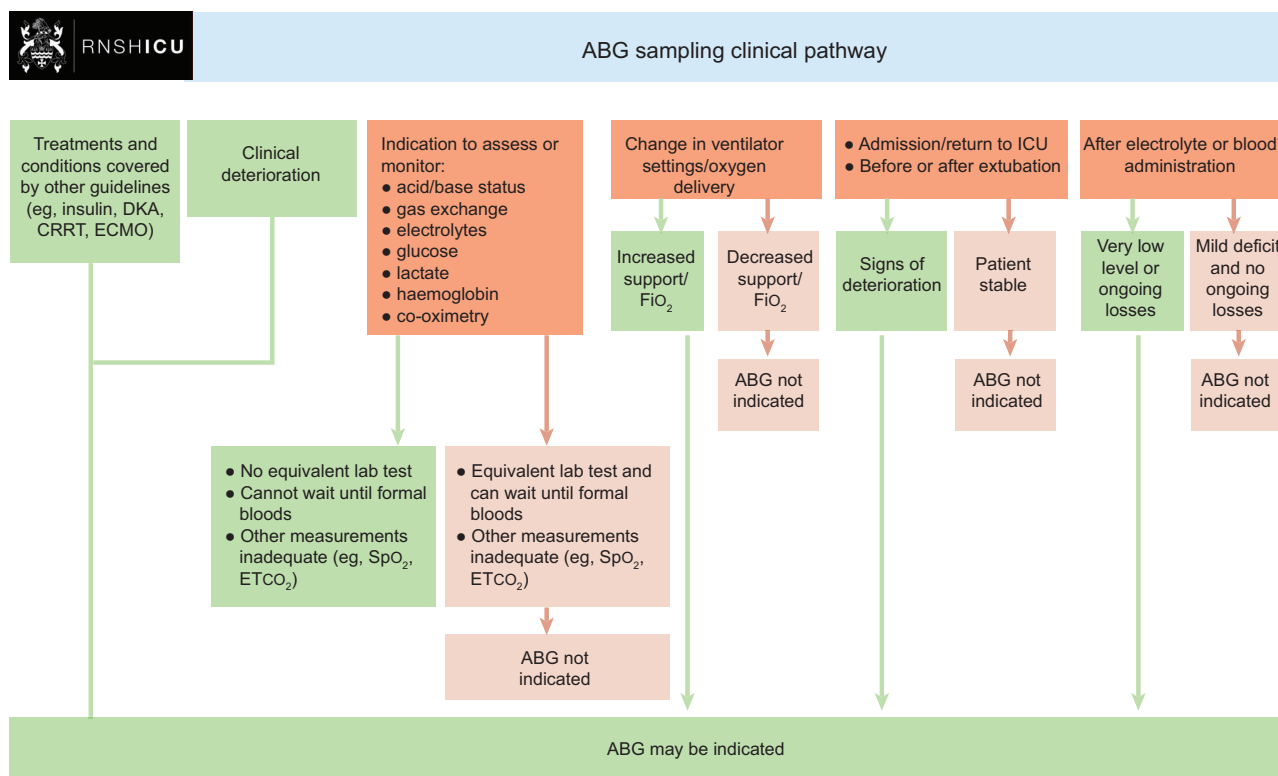 RNSHICU
ABG sampling clinical pathway
Treatments and
conditions covered
by other guidelines
(eg, insulin, DKA,
CRRT, ECMO)
Clinical
deterioration
Indication to assess or
monitor:
● acid/base status
● gas exchange
● electrolytes
● glucose
● lactate
● haemoglobin
● co-oximetry
Change in ventilator
settings/oxygen
delivery
● Admission/return to ICU
● Before or after extubation
After electrolyte or blood
administration
Increased
support/
FiO₂
Decreased
support/
FiO₂
Signs of
deterioration
Patient
stable
Very low
level or
ongoing
losses
Mild deficit
and no
ongoing
losses
ABG not
indicated
ABG not
indicated
ABG not
indicated
● No equivalent lab test
● Cannot wait until formal
bloods
● Other measurements
inadequate (eg, SpO₂,
ETCO₂)
● Equivalent lab test and
can wait until formal
bloods
● Other measurements
inadequate (eg, SpO₂,
ETCO₂)
ABG not
indicated
ABG may be indicated